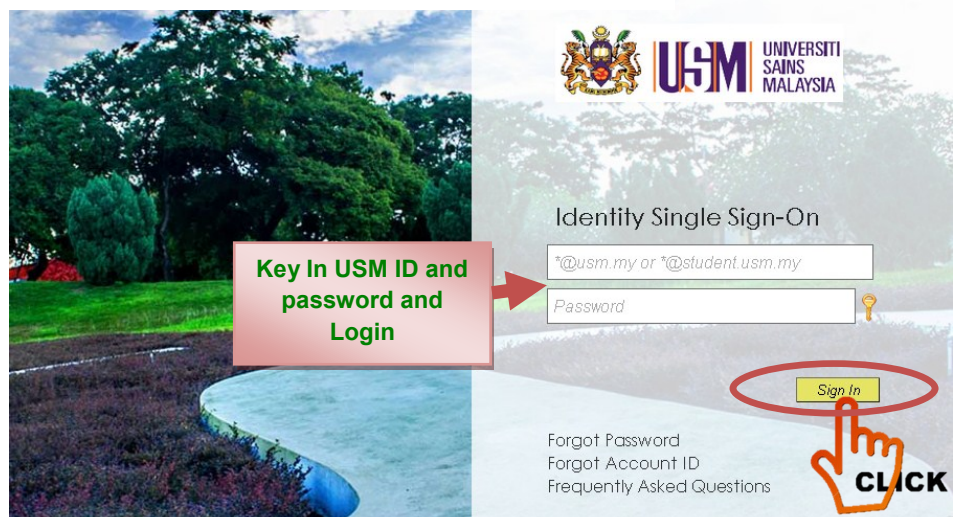 USM
UNIVERSITI
SAINS
MALAYSIA
Identity Single Sign-On
*@usm.my or *@student.usm.my
Password
Key In USM ID and
password and
Login
Sign In
CLICK
Forgot Password
Forgot Account ID
Frequently Asked Questions